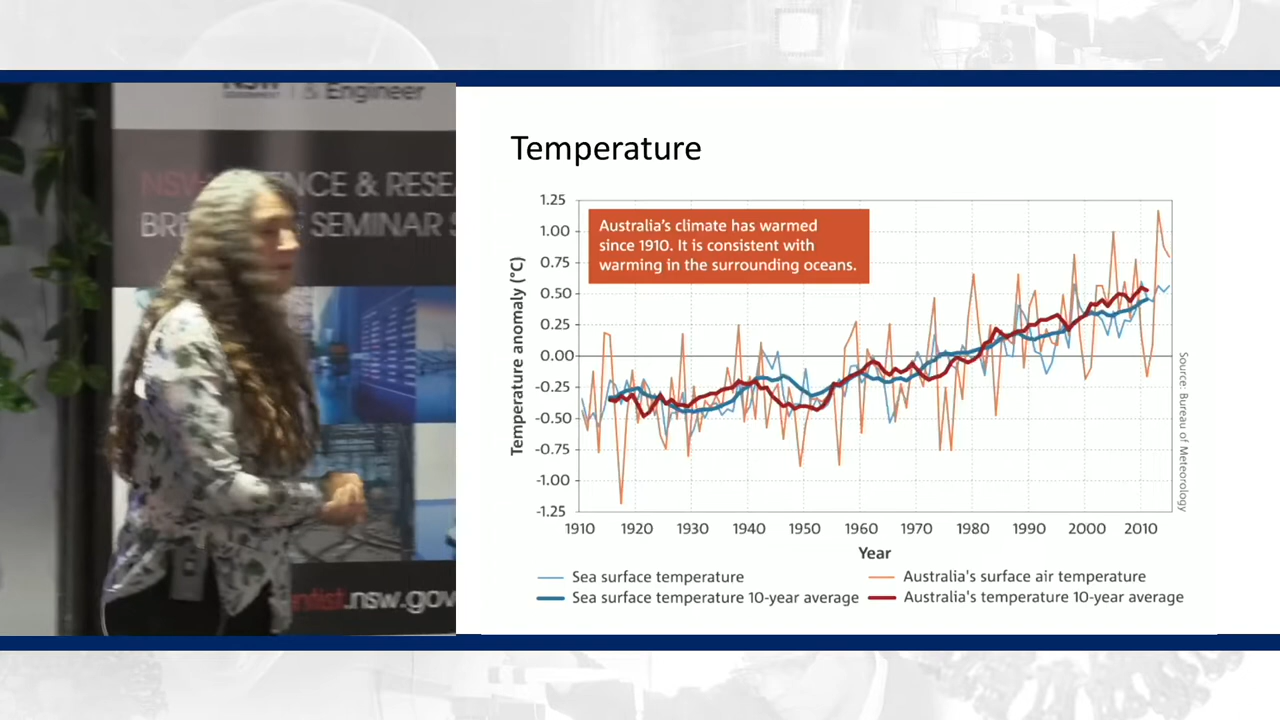 & Engineer
SEMINAR
.nsw.gov
Temperature
Australia's climate has warmed
since 1910. It is consistent with
warming in the surrounding oceans.
Temperature anomaly (°C)
1.25
1.00
0.75
0.50
0.25
0.00
-0.25
-0.50
-0.75
-1.00
-1.25
1910 1920 1930 1940 1950 1960 1970 1980 1990 2000 2010
Year
Source: Bureau of Meteorology
Sea surface temperature
Australia's surface air temperature
Sea surface temperature 10-year average
Australia's temperature 10-year average